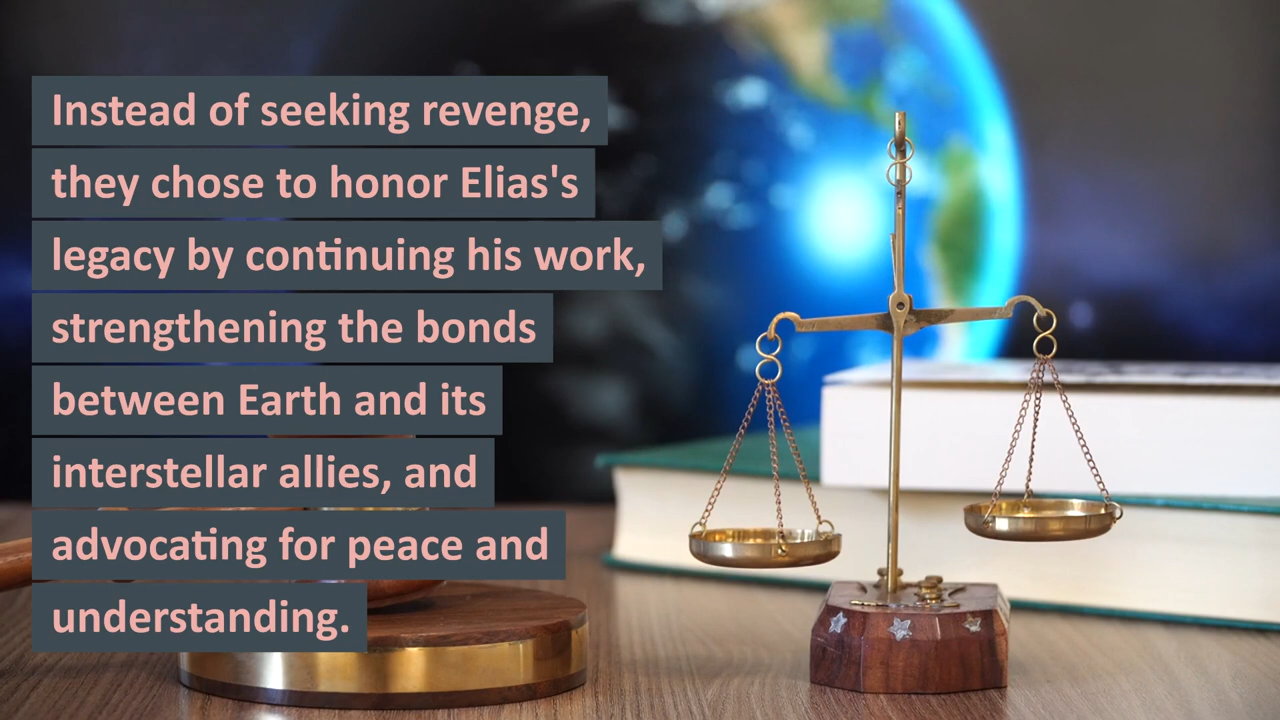 Instead of seeking revenge,
they chose to honor Elias's
legacy by continuing his work,
strengthening the bonds
between Earth and its
interstellar allies, and
advocating for peace and
understanding.